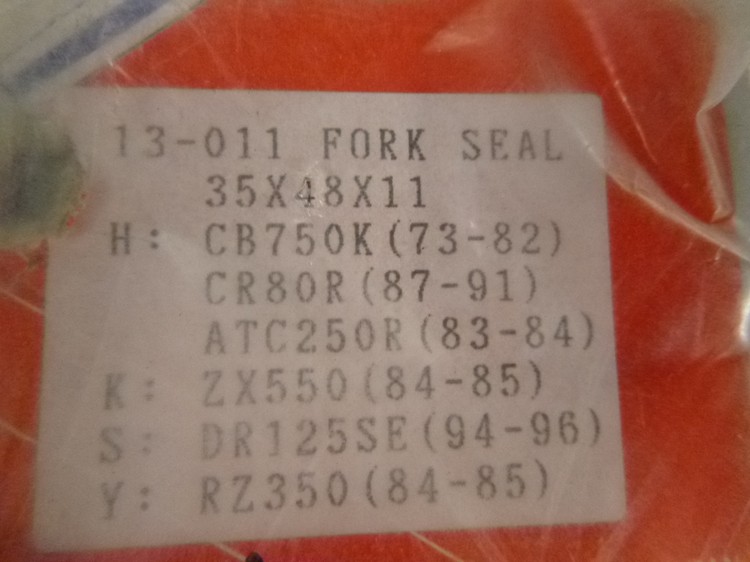 13-011 FORK SEAL
35X48X11
H: CB750K(73-82)
CR80R(87-91)
ATC250R(83-84)
K: ZX550(84-85)
S: DR125SE(94-96)
Y: RZ350(84-85)